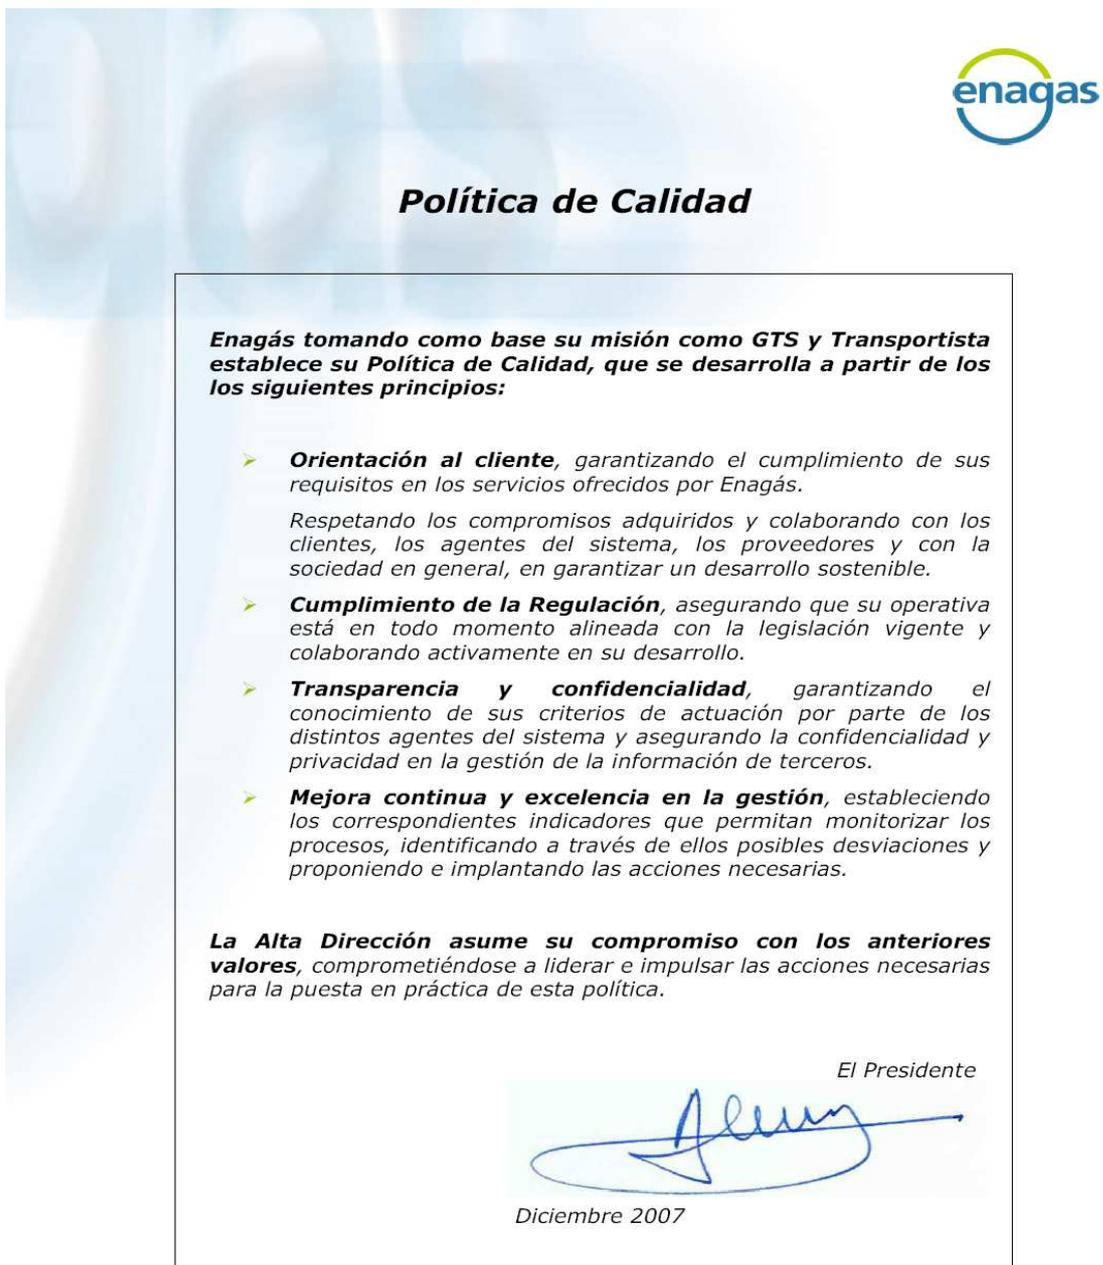 enagas
Política de Calidad
Enagás tomando como base su misión como GTS y Transportista
establece su Política de Calidad, que se desarrolla a partir de los
los siguientes principios:
Orientación al cliente, garantizando el cumplimiento de sus
requisitos en los servicios ofrecidos por Enagás.
Respetando los compromisos adquiridos y colaborando con los
clientes, los agentes del sistema, los proveedores y con la
sociedad en general, en garantizar un desarrollo sostenible.
Cumplimiento de la Regulación, asegurando que su operativa
está en todo momento alineada con la legislación vigente y
colaborando activamente en su desarrollo.
Transparencia y confidencialidad, garantizando el
conocimiento de sus criterios de actuación por parte de los
distintos agentes del sistema y asegurando la confidencialidad y
privacidad en la gestión de la información de terceros.
Mejora continua y excelencia en la gestión, estableciendo
los correspondientes indicadores que permitan monitorizar los
procesos, identificando a través de ellos posibles desviaciones y
proponiendo e implantando las acciones necesarias.
La Alta Dirección asume su compromiso con los anteriores
valores, comprometiéndose a liderar e impulsar las acciones necesarias
para la puesta en práctica de esta política.
El Presidente
Diciembre 2007